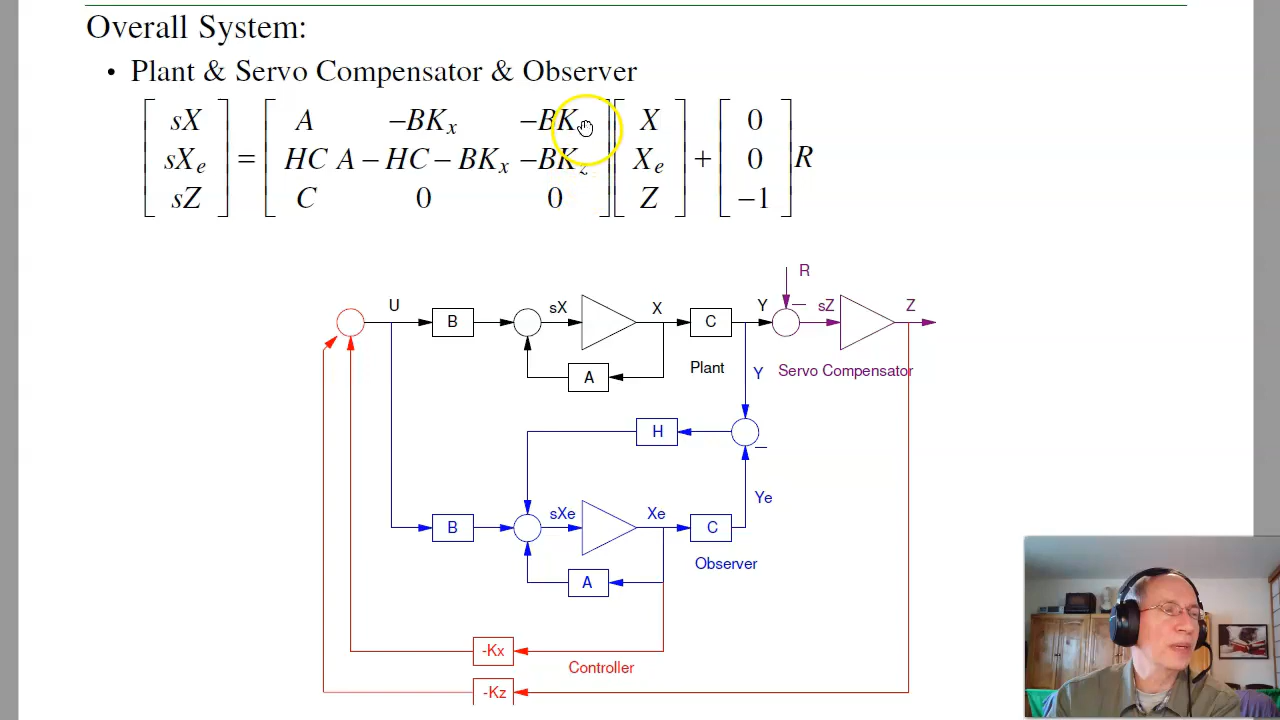 Overall System:
• Plant & Servo Compensator & Observer
sX A −BKx −BK X 0
sXe = HC A − HC − BKx −BKz Xe + 0 R
sZ C 0 0 Z −1
R
U B sX X C Y sZ Z
A Plant Y Servo Compensator
H
Ye
B sXe Xe C
Observer
A
-Kx
Controller
-Kz